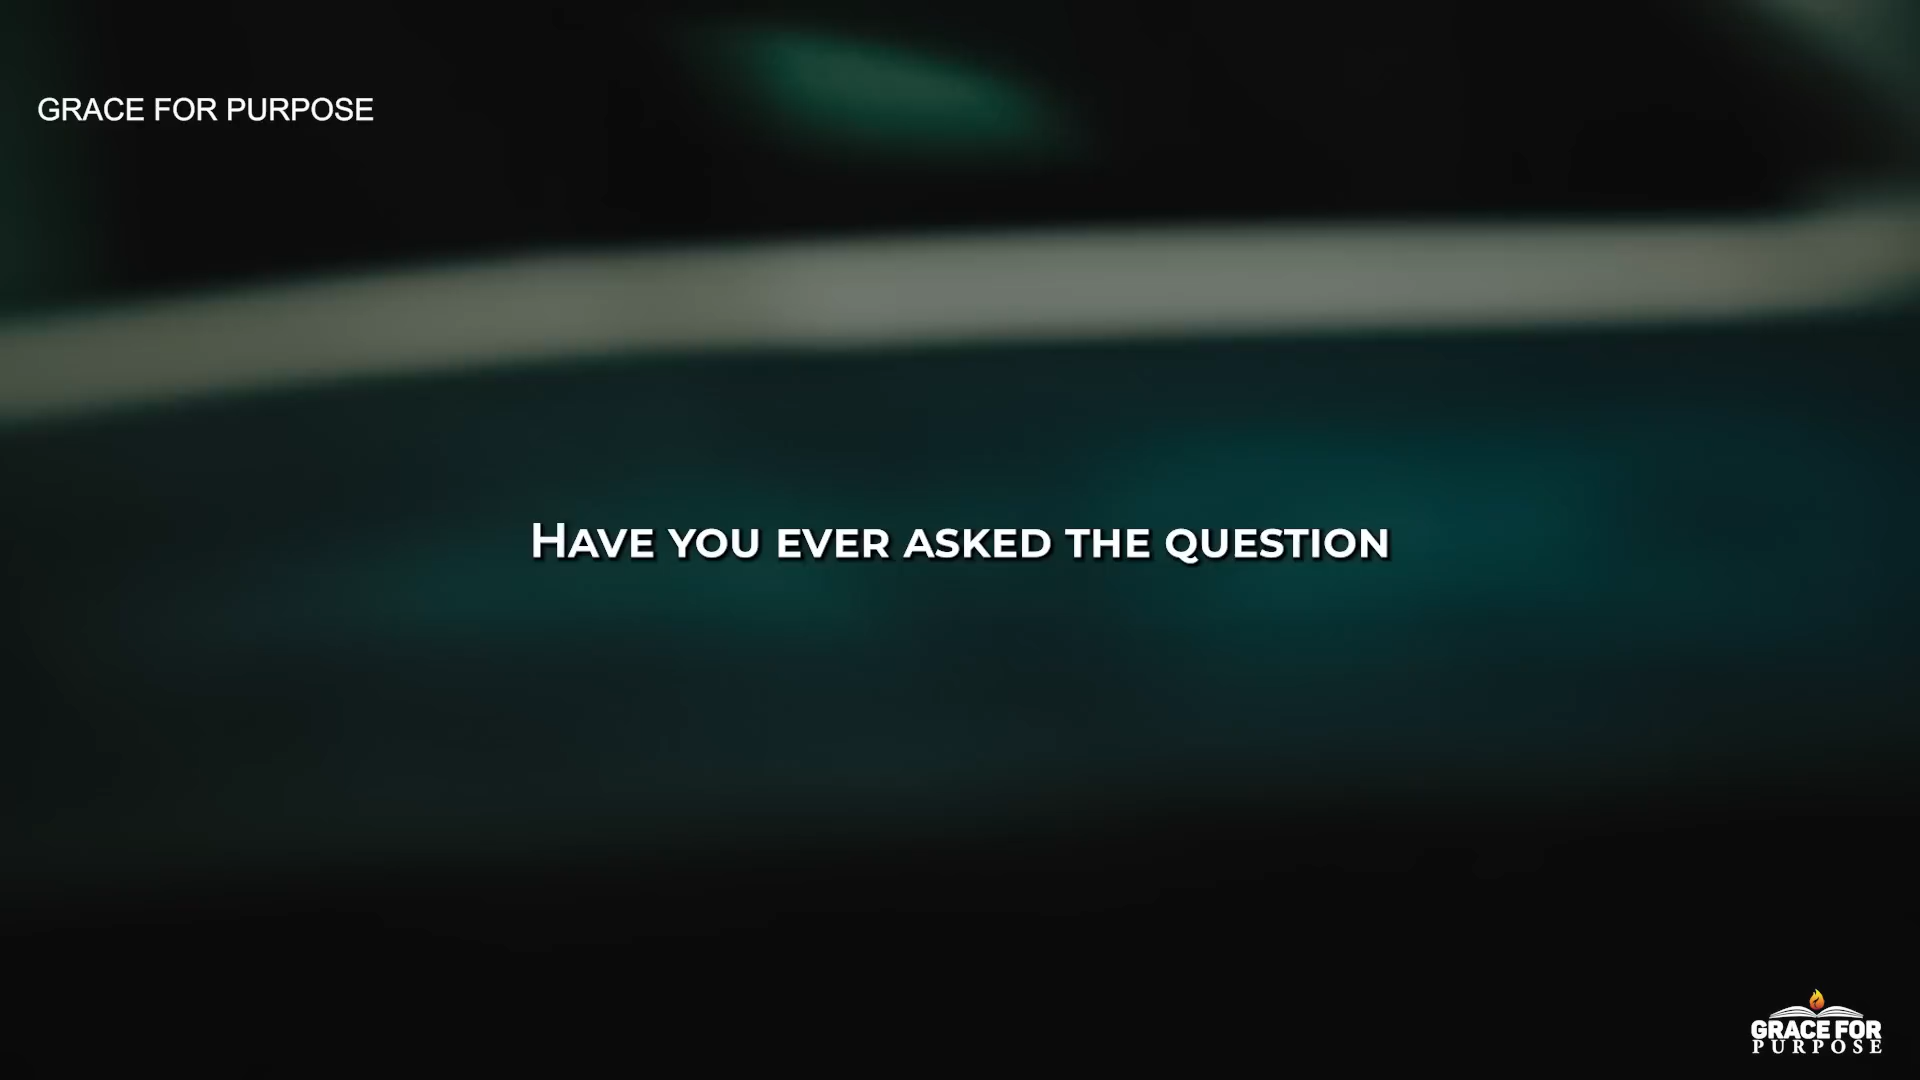 GRACE FOR PURPOSE
HAVE YOU EVER ASKED THE QUESTION
GRACE FOR
PURPOSE